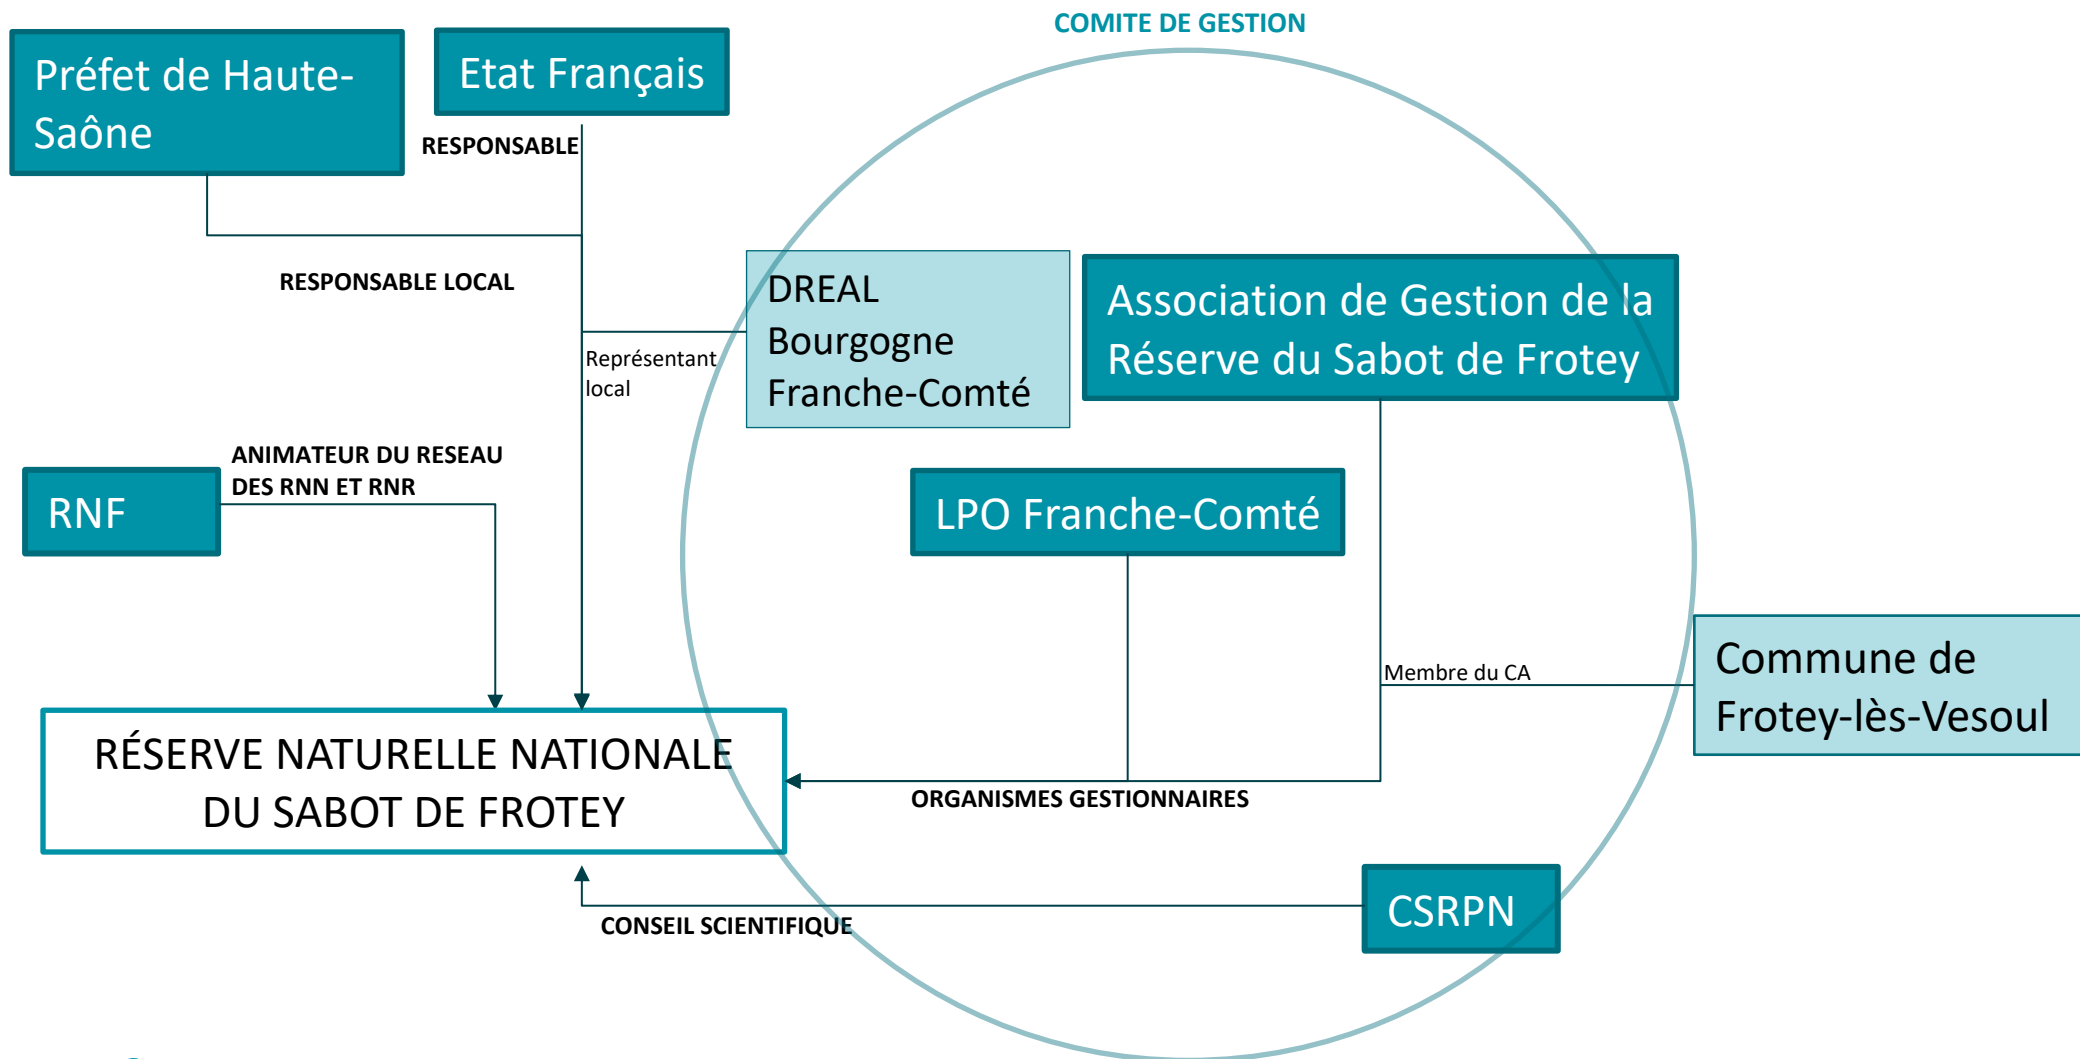 COMITE DE GESTION
Préfet de Haute-
Saône
Etat Français
RESPONSABLE
RESPONSABLE LOCAL
DREAL
Bourgogne
Franche-Comté
Association de Gestion de la
Réserve du Sabot de Frotey
Représentant
local
ANIMATEUR DU RESEAU
DES RNN ET RNR
RNF
LPO Franche-Comté
Membre du CA
Commune de
Frotey-lès-Vesoul
RÉSERVE NATURELLE NATIONALE
DU SABOT DE FROTEY
ORGANISMES GESTIONNAIRES
CSRPN
CONSEIL SCIENTIFIQUE